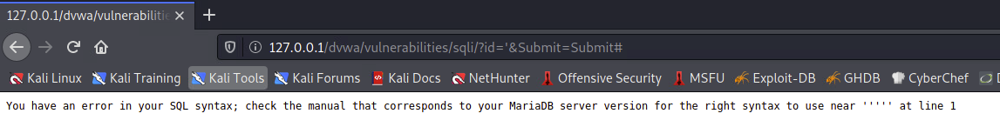 127.0.0.1/dvwa/vulnerabilitie
127.0.0.1/dvwa/vulnerabilities/sqli/?id='&Submit=Submit#
Kali Linux Kali Training Kali Tools Kali Forums Kali Docs NetHunter Offensive Security MSFU Exploit-DB GHDB CyberChef
You have an error in your SQL syntax; check the manual that corresponds to your MariaDB server version for the right syntax to use near ''''' at line 1